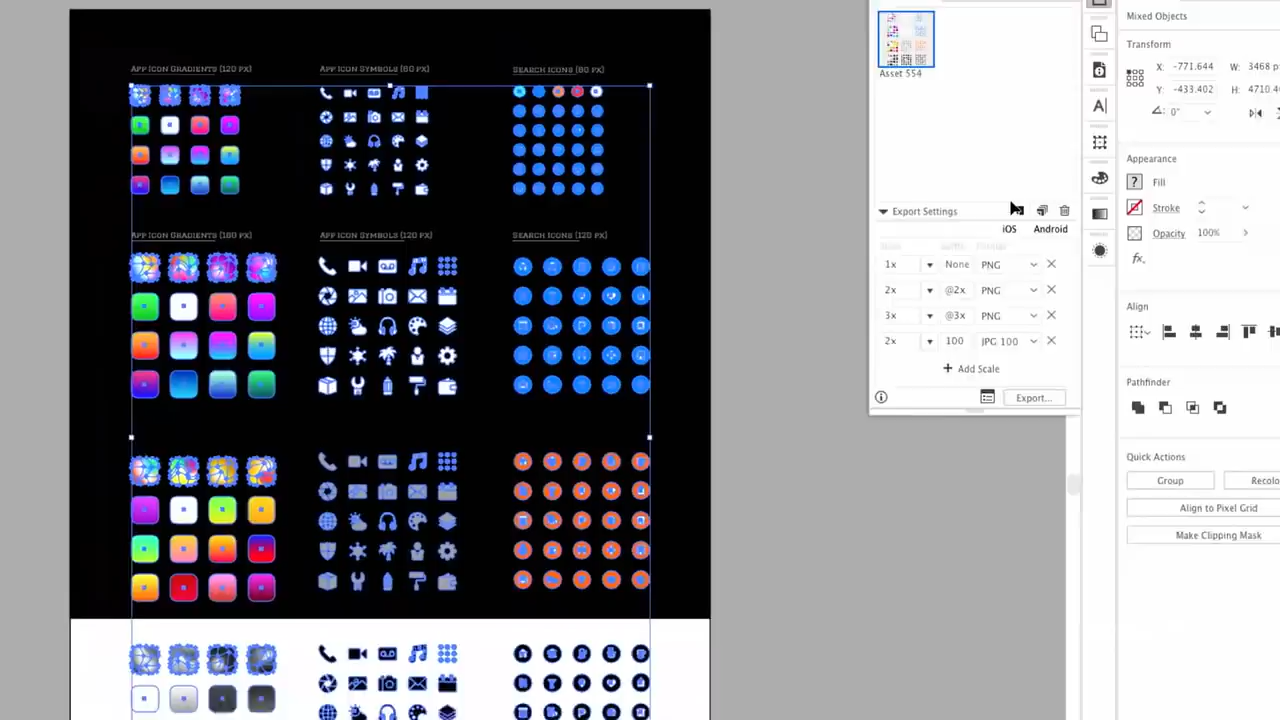 Mixed Objects
Transform
X: -771.644 W: 3468 p
Y: -433.402 H: 4710.4
0°
Asset 554
APP ICON GRADIENTS (120 PX)
APP ICON SYMBOLS (60 PX)
SEARCH ICONS (80 PX)
Appearance
Fill
Stroke
Opacity 100%
fx
Export Settings
iOS Android
1x None PNG
2x @2x PNG
3x @3x PNG
2x 100 JPG 100
+ Add Scale
Export...
APP ICON GRADIENTS (180 PX)
APP ICON SYMBOLS (120 PX)
SEARCH ICONS (120 PX)
Align
Pathfinder
Quick Actions
Group Recolo
Align to Pixel Grid
Make Clipping Mask